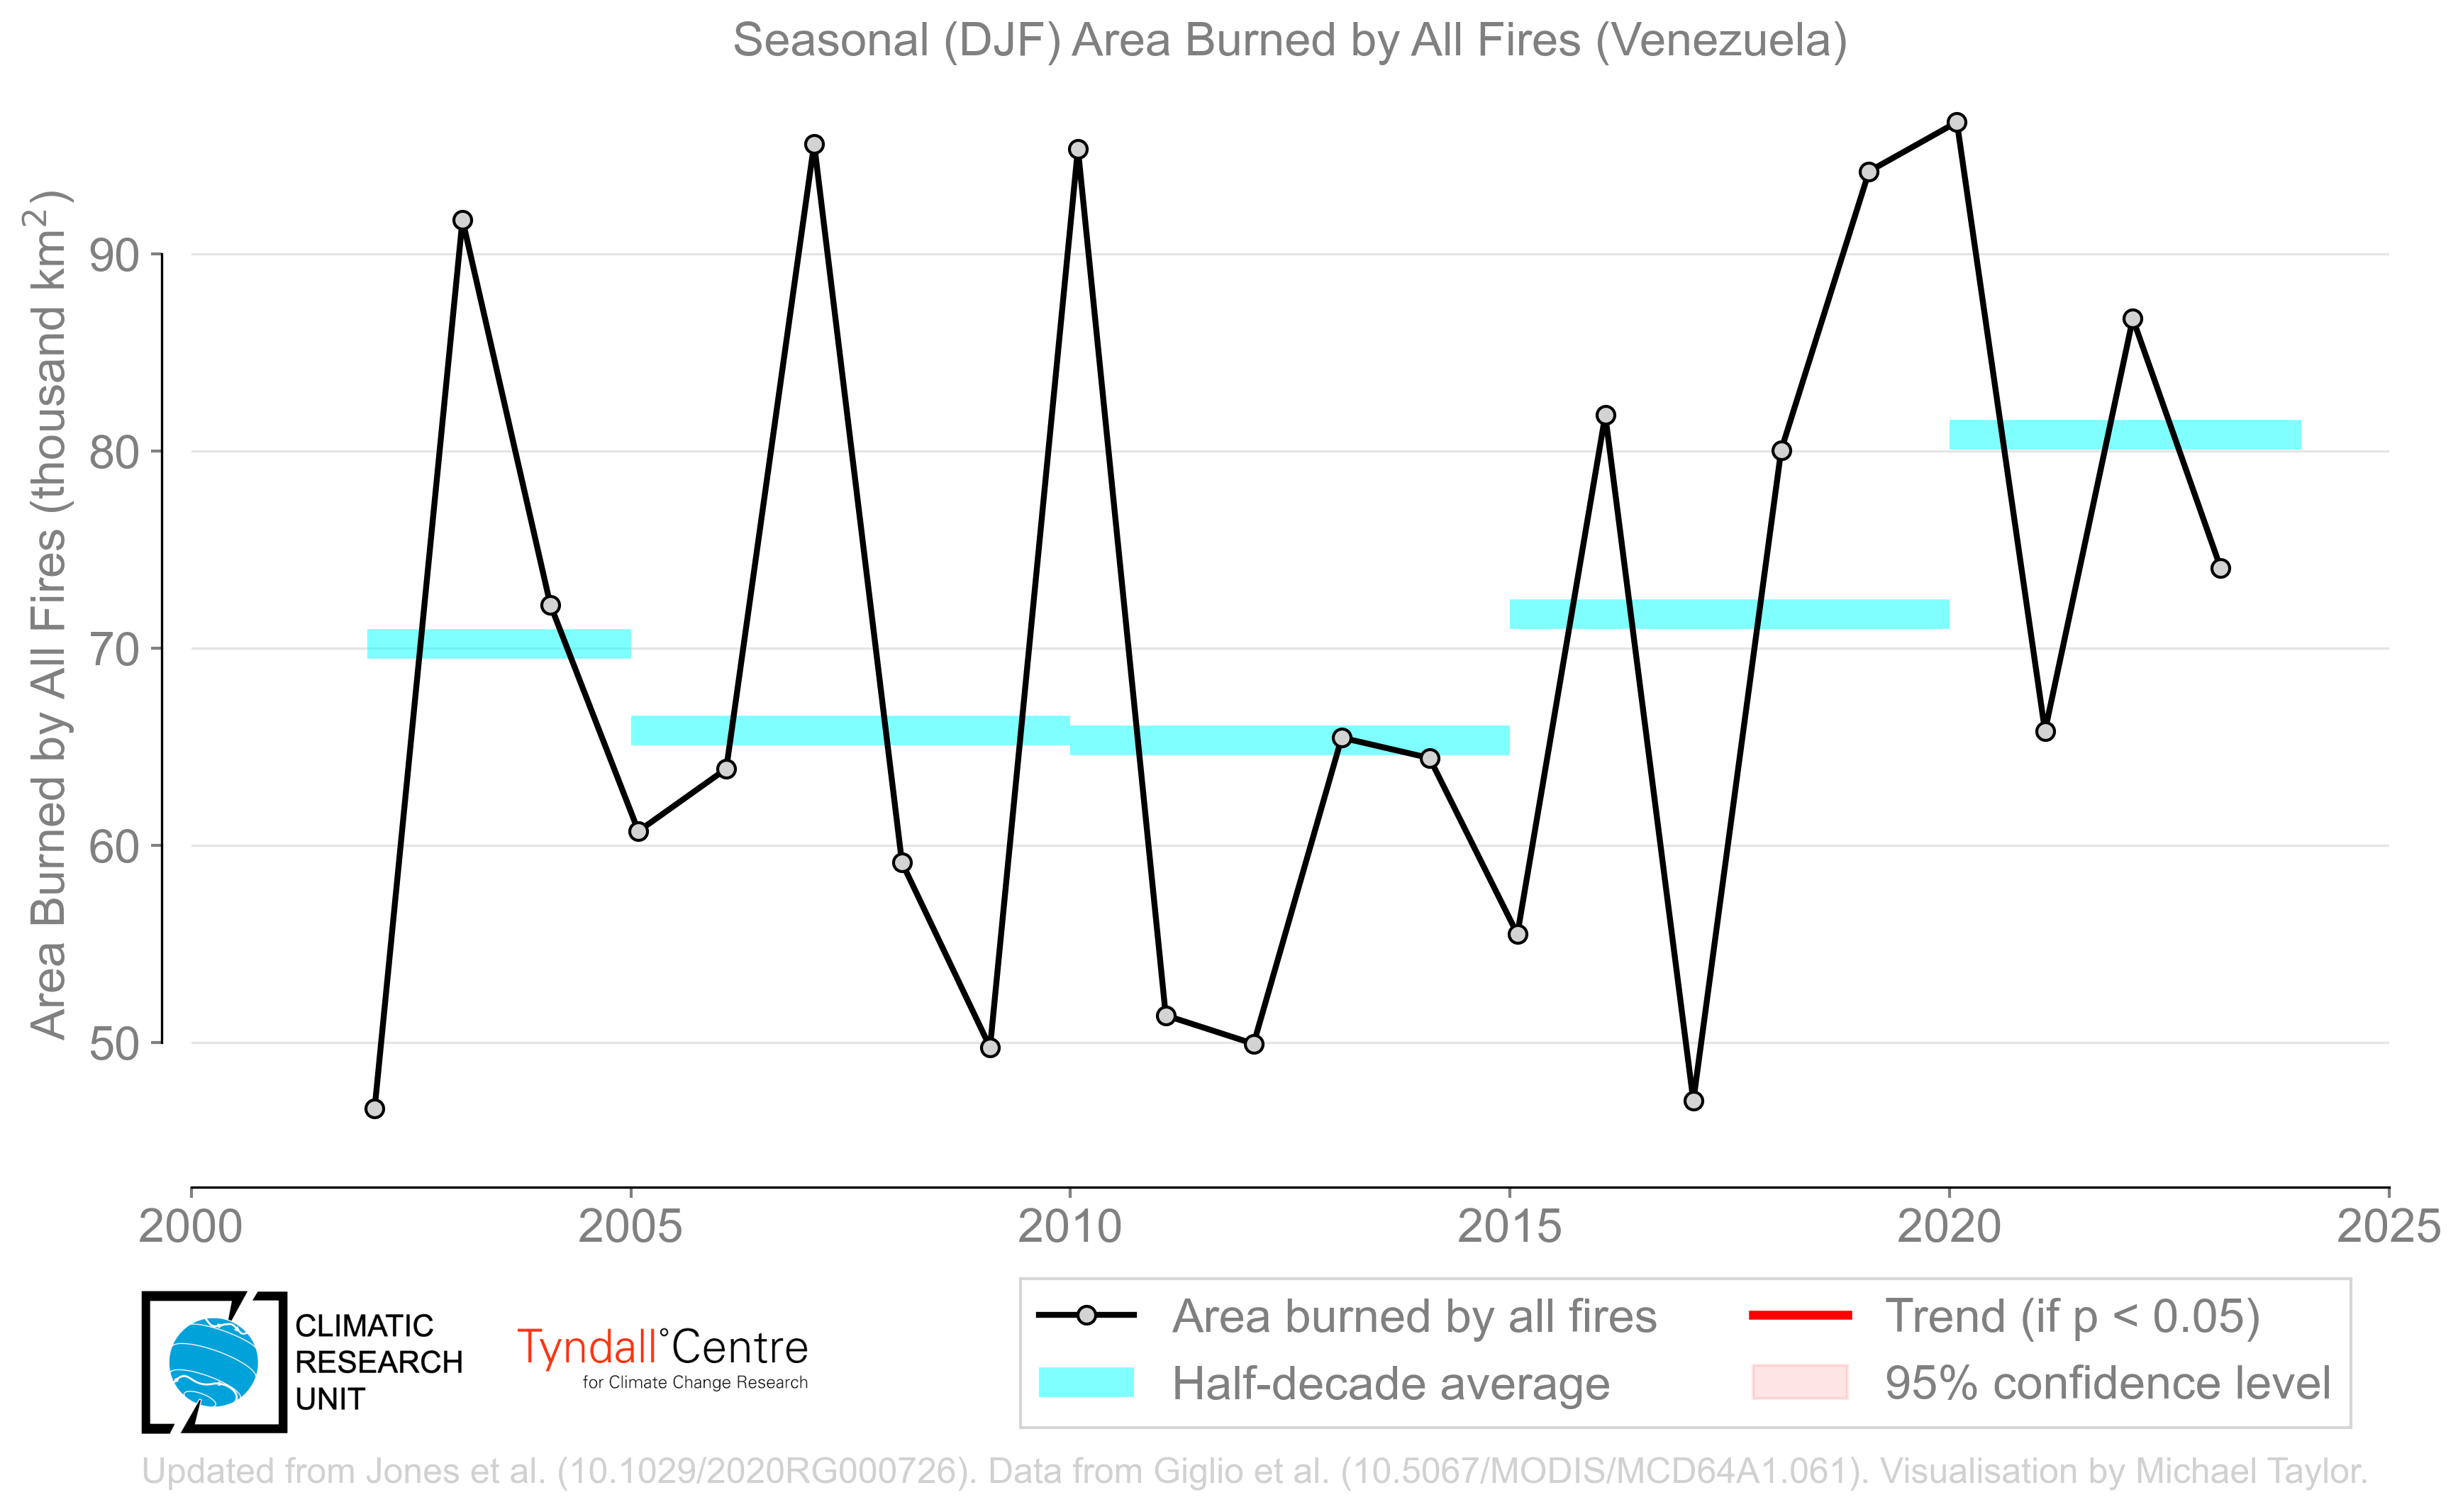 Seasonal (DJF) Area Burned by All Fires (Venezuela)
Area Burned by All Fires (thousand km²)
90
80
70
60
50
2000 2005 2010 2015 2020 2025
CLIMATIC
RESEARCH
UNIT
Tyndall°Centre
for Climate Change Research
Area burned by all fires
Half-decade average
Trend (if p < 0.05)
95% confidence level
Updated from Jones et al. (10.1029/2020RG000726). Data from Giglio et al. (10.5067/MODIS/MCD64A1.061). Visualisation by Michael Taylor.